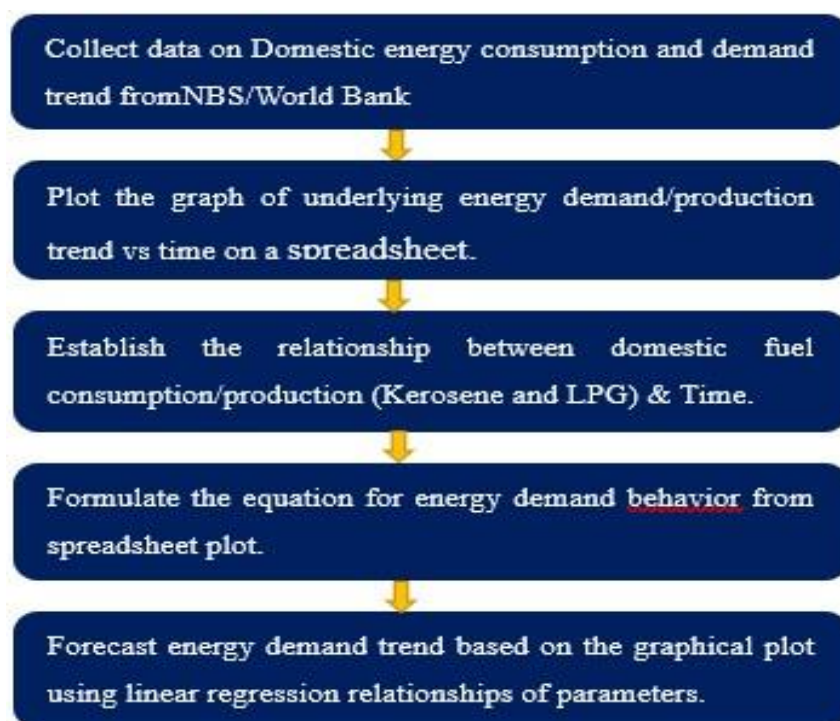 Collect data on Domestic energy consumption and demand
trend fromNBS/World Bank
Plot the graph of underlying energy demand/production
trend vs time on a spreadsheet.
Establish the relationship between domestic fuel
consumption/production (Kerosene and LPG) & Time.
Formulate the equation for energy demand behavior from
spreadsheet plot.
Forecast energy demand trend based on the graphical plot
using linear regression relationships of parameters.